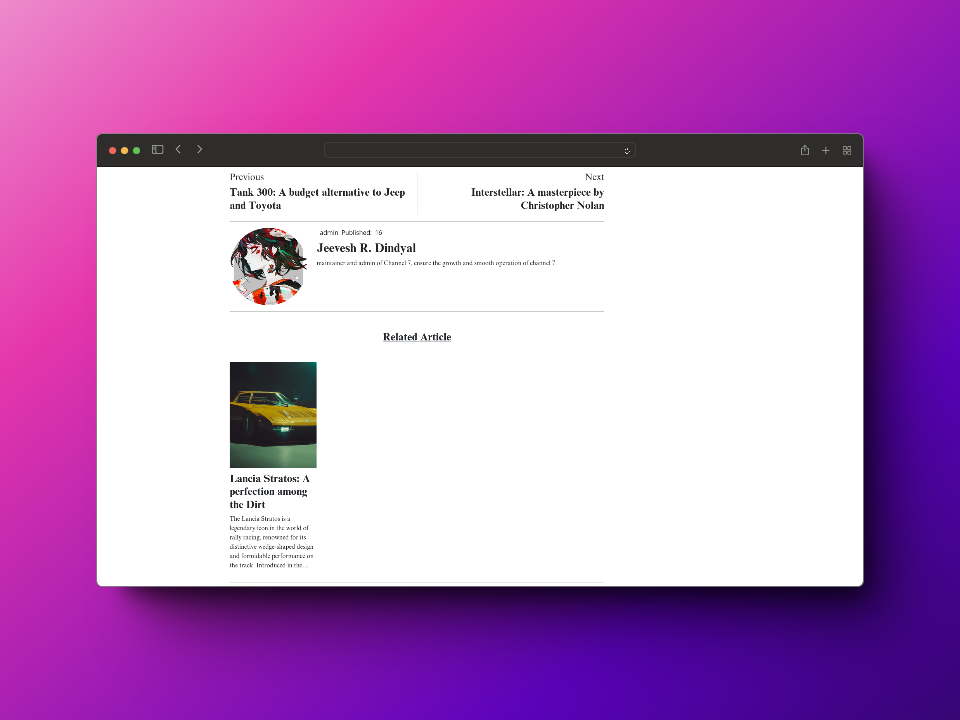 Previous
Next
Tank 300: A budget alternative to Jeep
and Toyota
Interstellar: A masterpiece by
Christopher Nolan
admin Published: 16
Jeevesh R. Dindyal
maintainer and admin of Channel 7, ensure the growth and smooth operation of channel 7
Related Article
Lancia Stratos: A
perfection among
the Dirt
The Lancia Stratos is a
legendary icon in the world of
rally racing, renowned for its
distinctive wedge-shaped design
and formidable performance on
the track. Introduced in the...